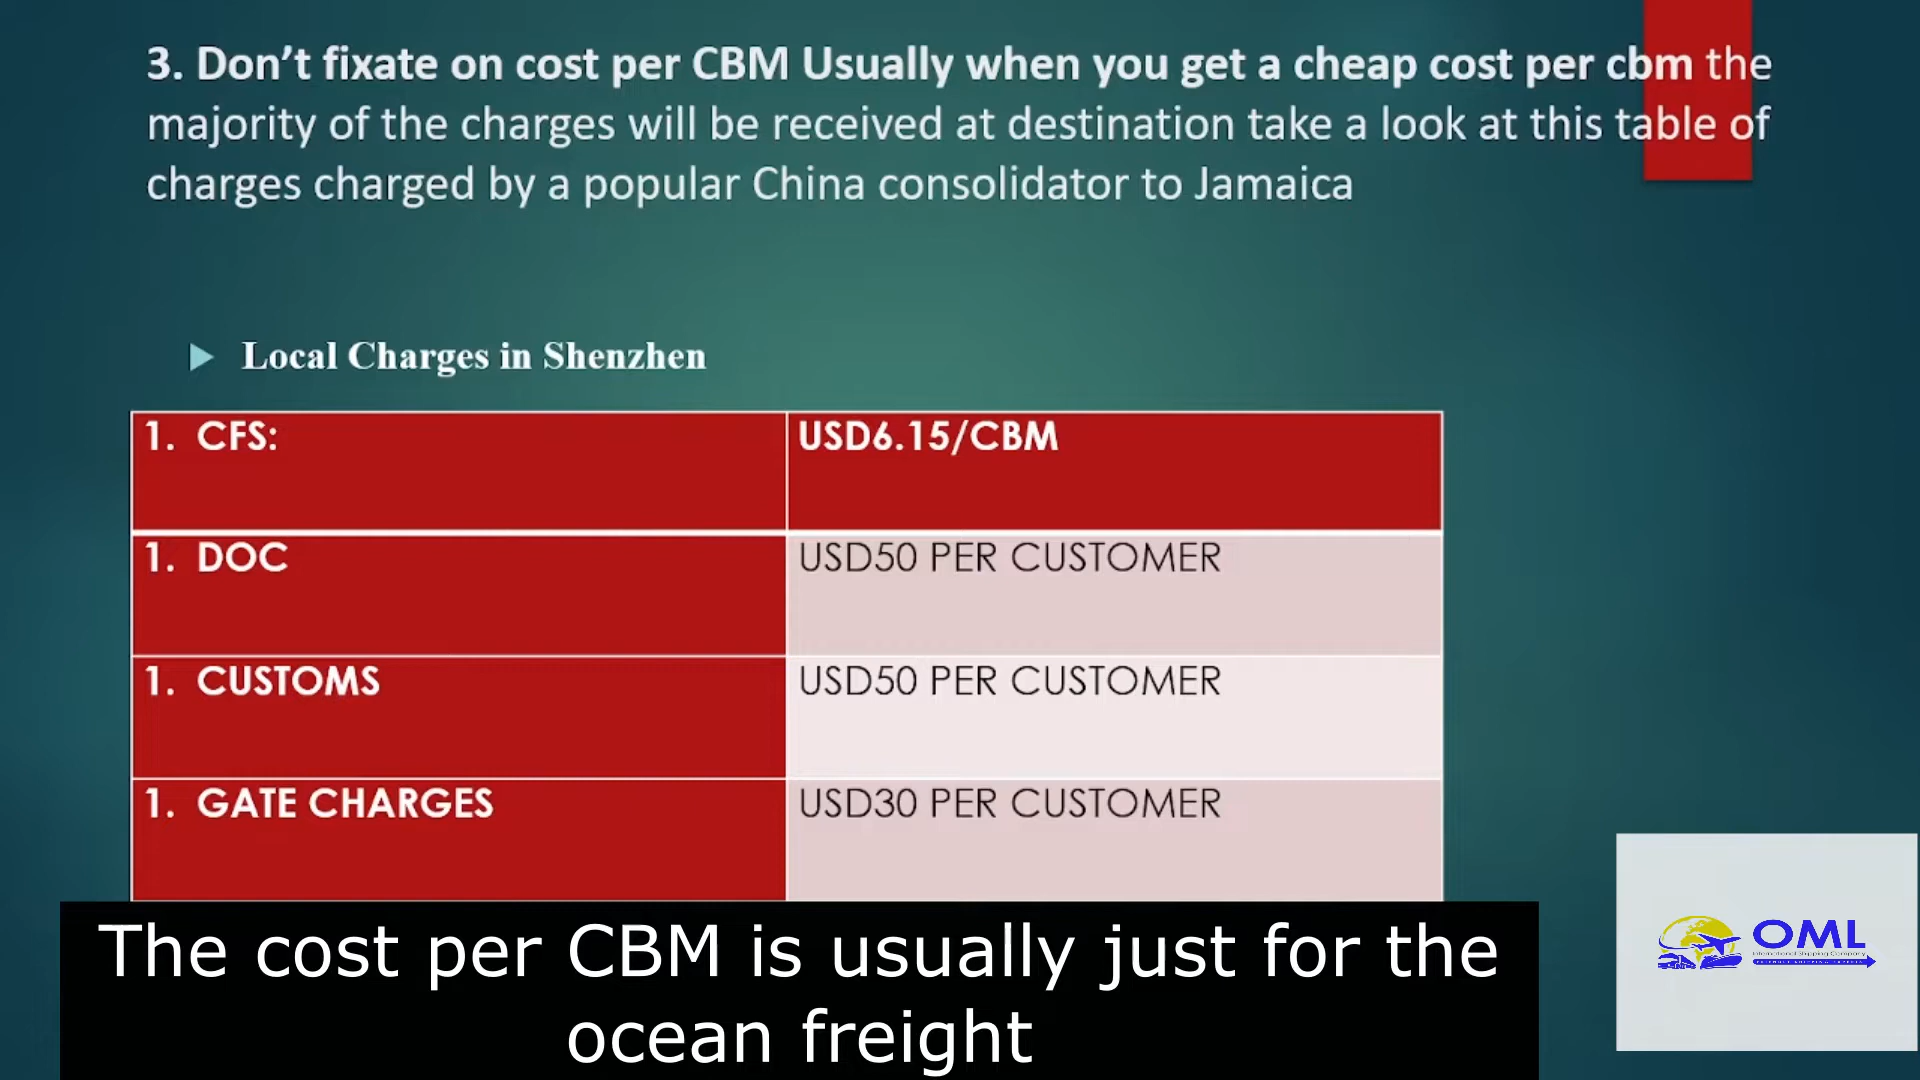 3. Don’t fixate on cost per CBM Usually when you get a cheap cost per cbm the
majority of the charges will be received at destination take a look at this table of
charges charged by a popular China consolidator to Jamaica
Local Charges in Shenzhen
1. CFS: USD6.15/CBM
1. DOC USD50 PER CUSTOMER
1. CUSTOMS USD50 PER CUSTOMER
1. GATE CHARGES USD30 PER CUSTOMER
The cost per CBM is usually just for the
ocean freight
OML
International Shipping Company